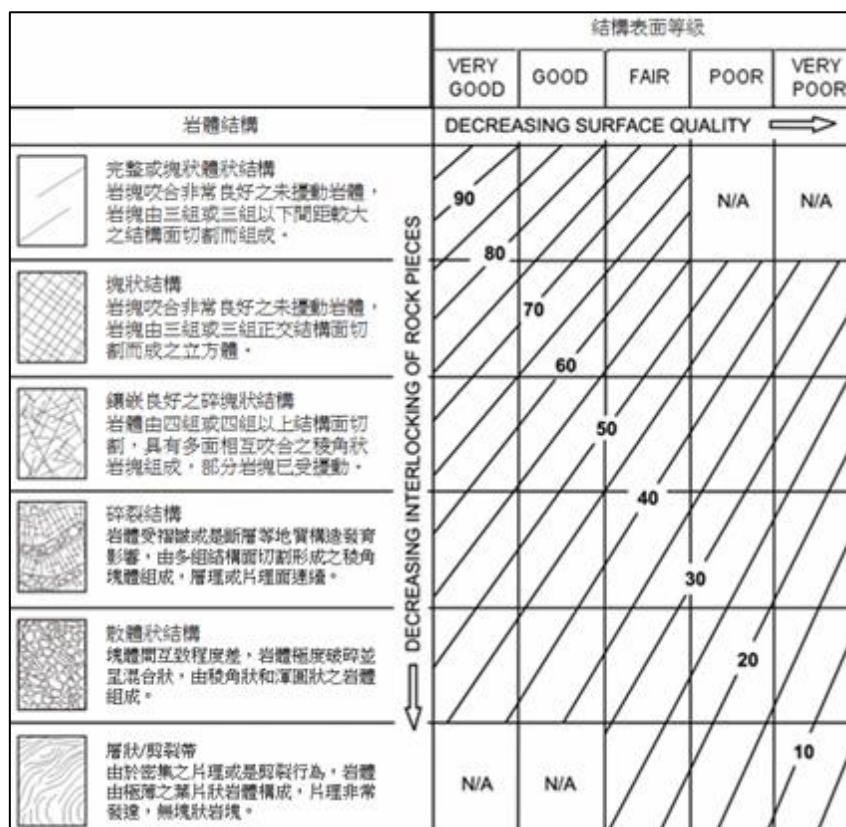 結構表面等级
VERY GOOD
GOOD
FAIR
POOR
VERY POOR
岩體結構
DECREASING SURFACE QUALITY
DECREASING INTERLOCKING OF ROCK PIECES
完整或塊狀體狀結構
岩塊咬合非常良好之未擾動岩體，
岩塊由三組或三組以下間距較大
之結構面切割而組成。
90
80
N/A
N/A
塊狀結構
岩塊咬合非常良好之未擾動岩體，
岩塊由三組或三組正交結構面切
割而成之立方體。
70
60
鑲嵌良好之碎塊狀結構
岩體由四組或四組以上結構面切
割，具有多面相互咬合之稜角狀
岩塊組成，部分岩塊已受擾動。
50
碎裂結構
岩體受褶皺或是斷層等地質構造發育
影響，由多組結構面切割形成之稜角
塊體組成，層理或片理面連續。
40
30
散體狀結構
塊體間互致程度差，岩體極度破碎並
呈混合狀，由稜角狀和渾圓狀之岩體
組成。
20
層狀/剪裂帶
由於密集之片理或是剪裂行為，岩體
由極薄之葉片狀岩體構成，片理非常
發達，無塊狀岩塊。
N/A
N/A
10